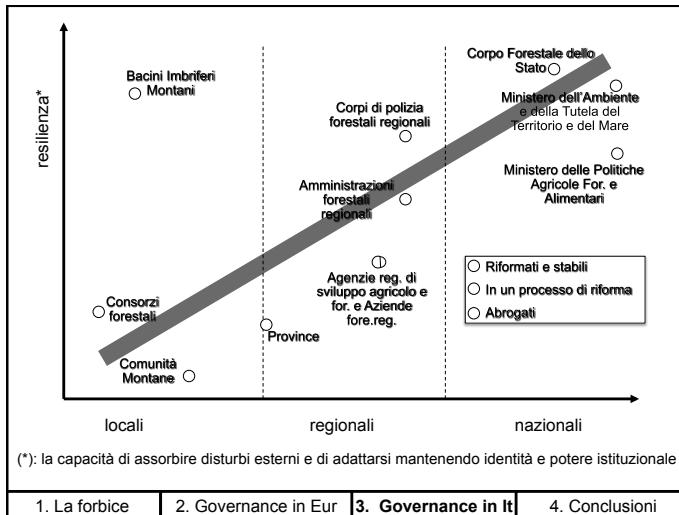 resilienza*
Bacini Imbriferi
Montani
Corpo Forestale dello
Stato
Corpi di polizia
forestali regionali
Ministero dell'Ambiente
e della Tutela del
Territorio e del Mare
Ministero delle Politiche
Agricole For. e
Alimentari
Amministrazioni
forestali
regionali
Agenzie reg. di
sviluppo agricolo e
for. e Aziende
fore.reg.
Consorzi
forestali
Province
Comunità
Montane
Riformati e stabili
In un processo di riforma
Abrogati
locali
regionali
nazionali
(*): la capacità di assorbire disturbi esterni e di adattarsi mantenendo identità e potere istituzionale
1. La forbice
2. Governance in Eur
3. Governance in It
4. Conclusioni